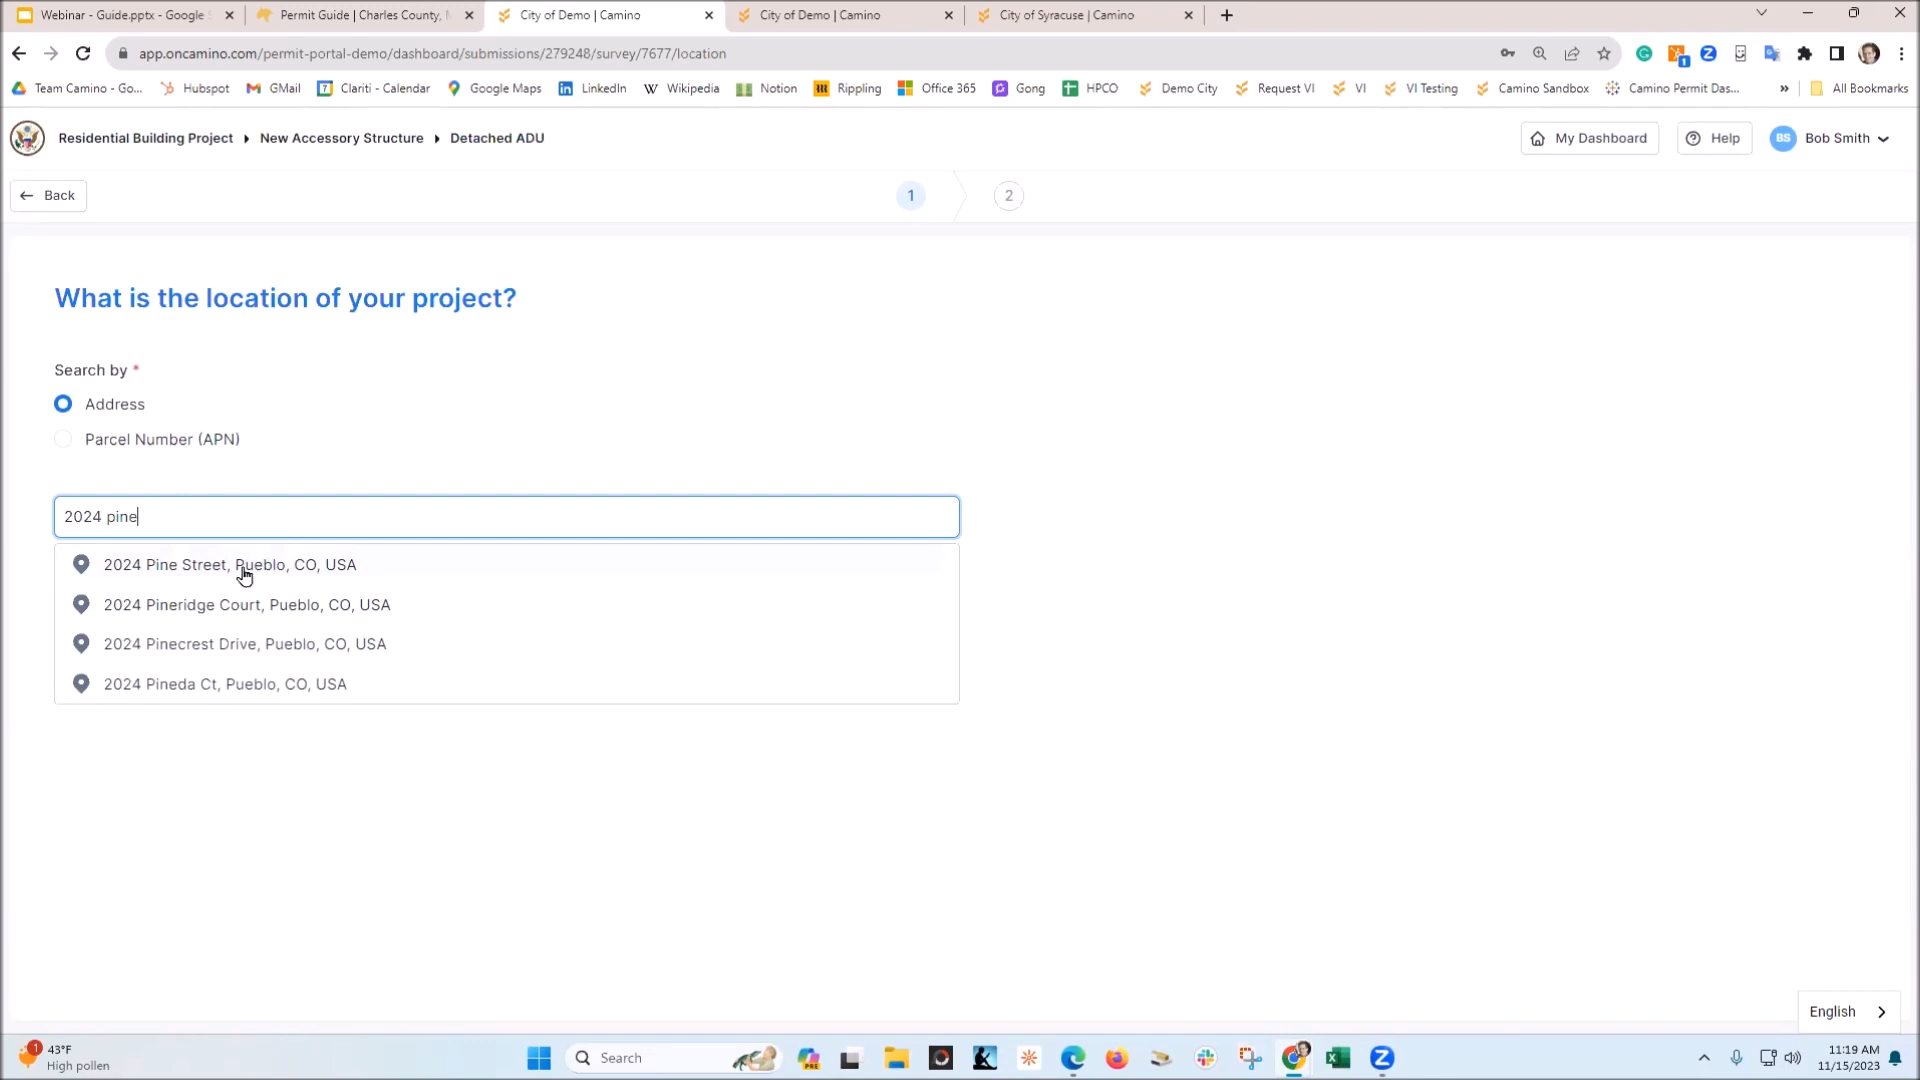 Webinar - Guide.pptx - Google
Permit Guide | Charles County,
City of Demo | Camino
City of Demo | Camino
City of Syracuse | Camino
app.oncamino.com/permit-portal-demo/dashboard/submissions/279248/survey/7677/location
Team Camino - Go...
Hubspot
GMail
Clariti - Calendar
Google Maps
LinkedIn
Wikipedia
Notion
Rippling
Office 365
Gong
HPCO
Demo City
Request VI
VI
VI Testing
Camino Sandbox
Camino Permit Das...
All Bookmarks
Residential Building Project
New Accessory Structure
Detached ADU
My Dashboard
Help
BS
Bob Smith
Back
1
2
What is the location of your project?
Search by *
Address
Parcel Number (APN)
2024 pine
2024 Pine Street, Pueblo, CO, USA
2024 Pineridge Court, Pueblo, CO, USA
2024 Pinecrest Drive, Pueblo, CO, USA
2024 Pineda Ct, Pueblo, CO, USA
English
1
43°F
High pollen
Search
PRE
11:19 AM
11/15/2023